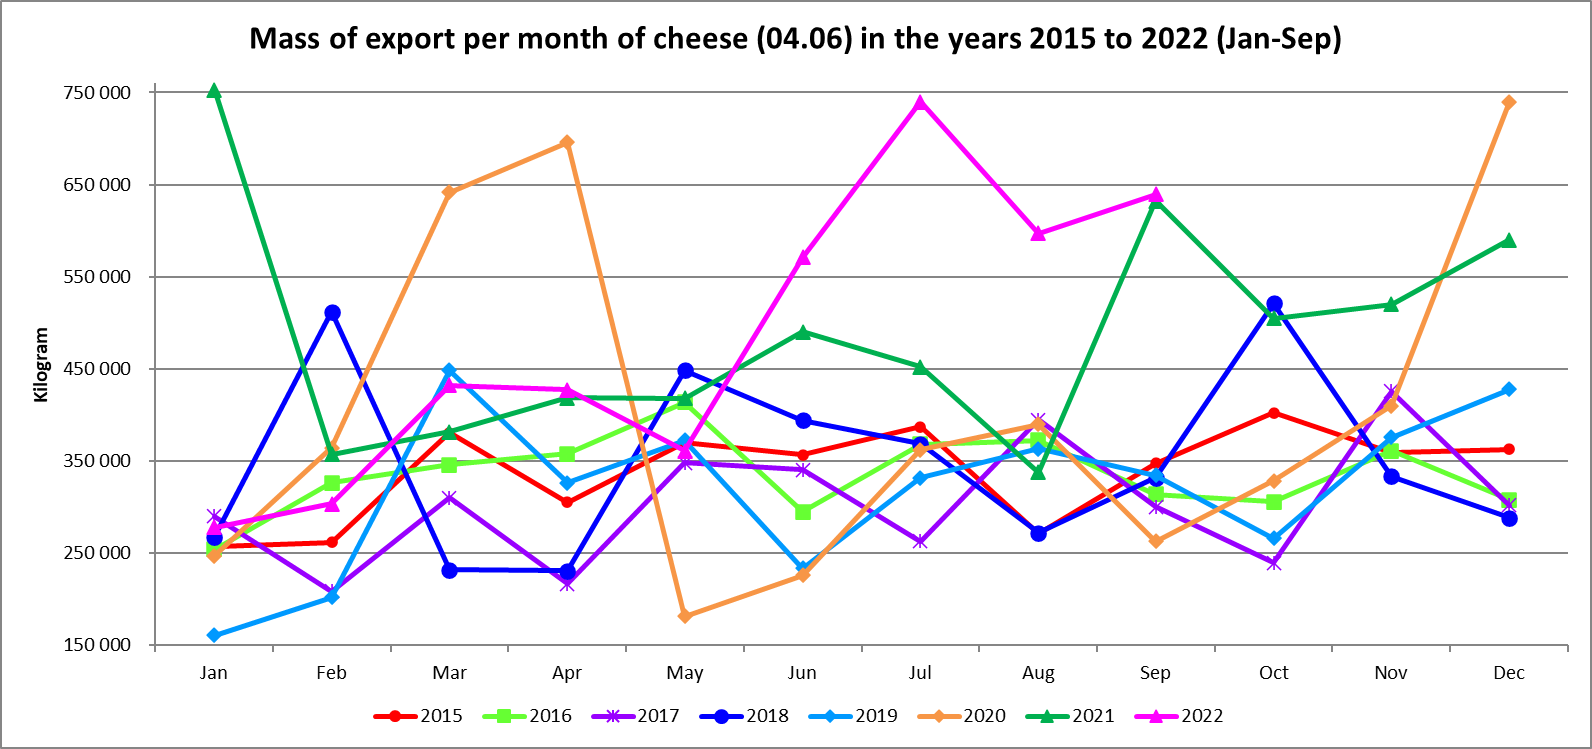 Mass of export per month of cheese (04.06) in the years 2015 to 2022 (Jan-Sep)
750 000
650 000
550 000
450 000
350 000
250 000
150 000
Kilogram
Jan Feb Mar Apr May Jun Jul Aug Sep Oct Nov Dec
2015 2016 2017 2018 2019 2020 2021 2022